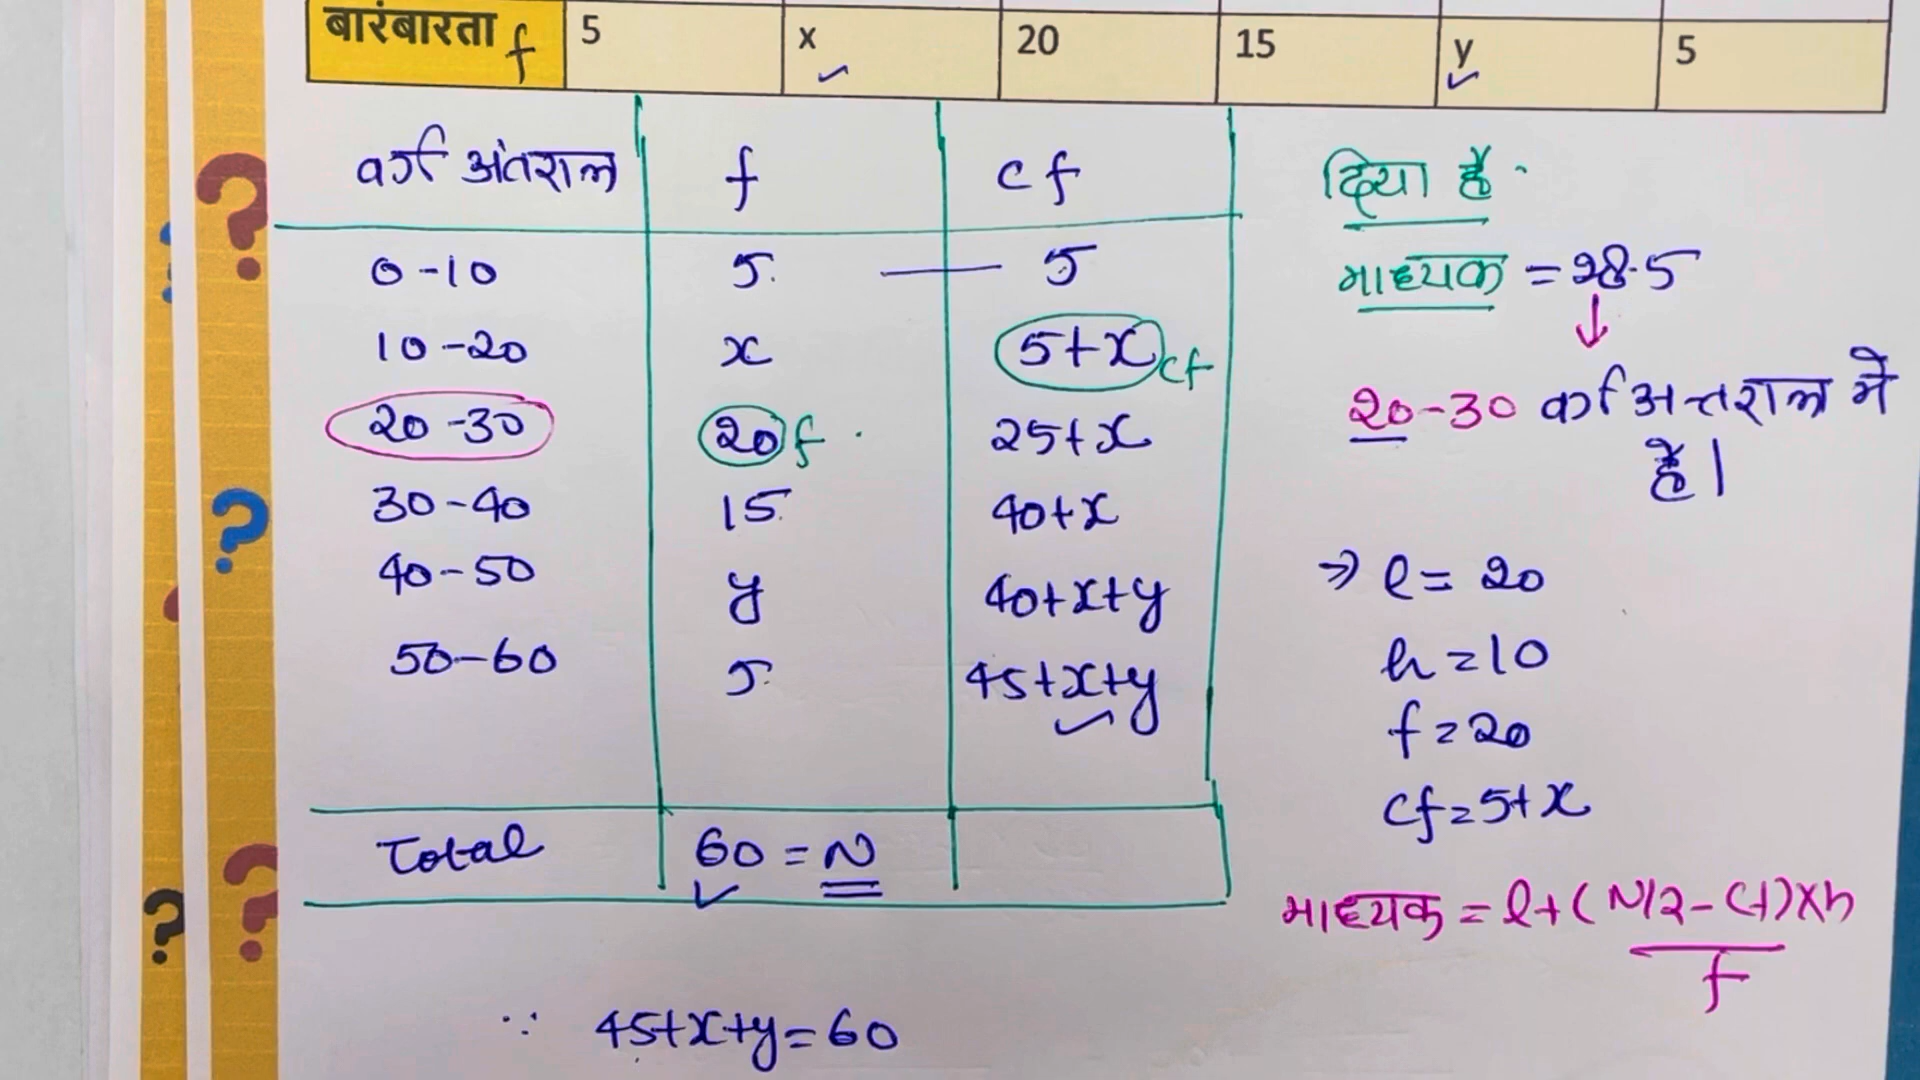 बारंबारता f 5 x 20 15 y 5
वर्ग अंतराल f cf
0-10 5 5
10-20 x 5+x cf
20-30 20 f 25+x
30-40 15 40+x
40-50 y 40+x+y
50-60 5 45+x+y
Total 60 = N
∵ 45+x+y=60
दिया है
माध्यक = 28.5
↓
20-30 वर्ग अन्तराल में
है।
⇒ l = 20
h = 10
f = 20
cf = 5+x
माध्यक = l+(N/2-cf)×h
f